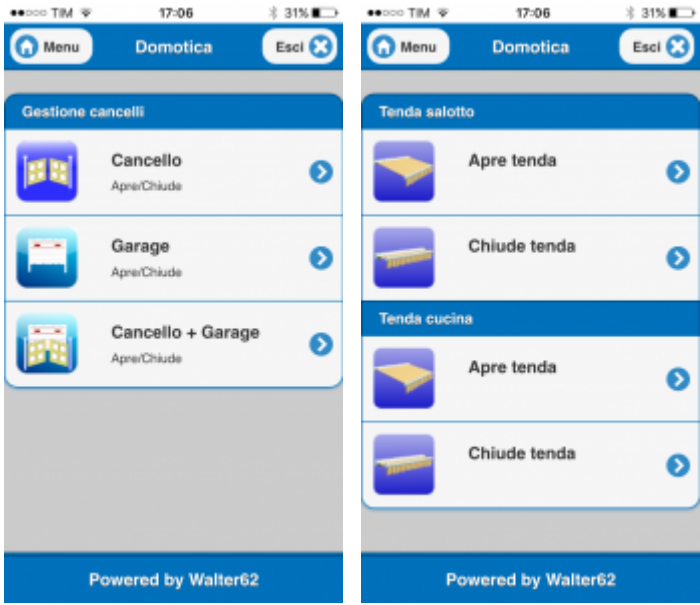 ●●○○○ TIM 17:06 31%
Menu Domotica Esci
Gestione cancelli
Cancello
Apre/Chiude
Garage
Apre/Chiude
Cancello + Garage
Apre/Chiude
Powered by Walter62
●●○○○ TIM 17:06 31%
Menu Domotica Esci
Tenda salotto
Apre tenda
Chiude tenda
Tenda cucina
Apre tenda
Chiude tenda
Powered by Walter62